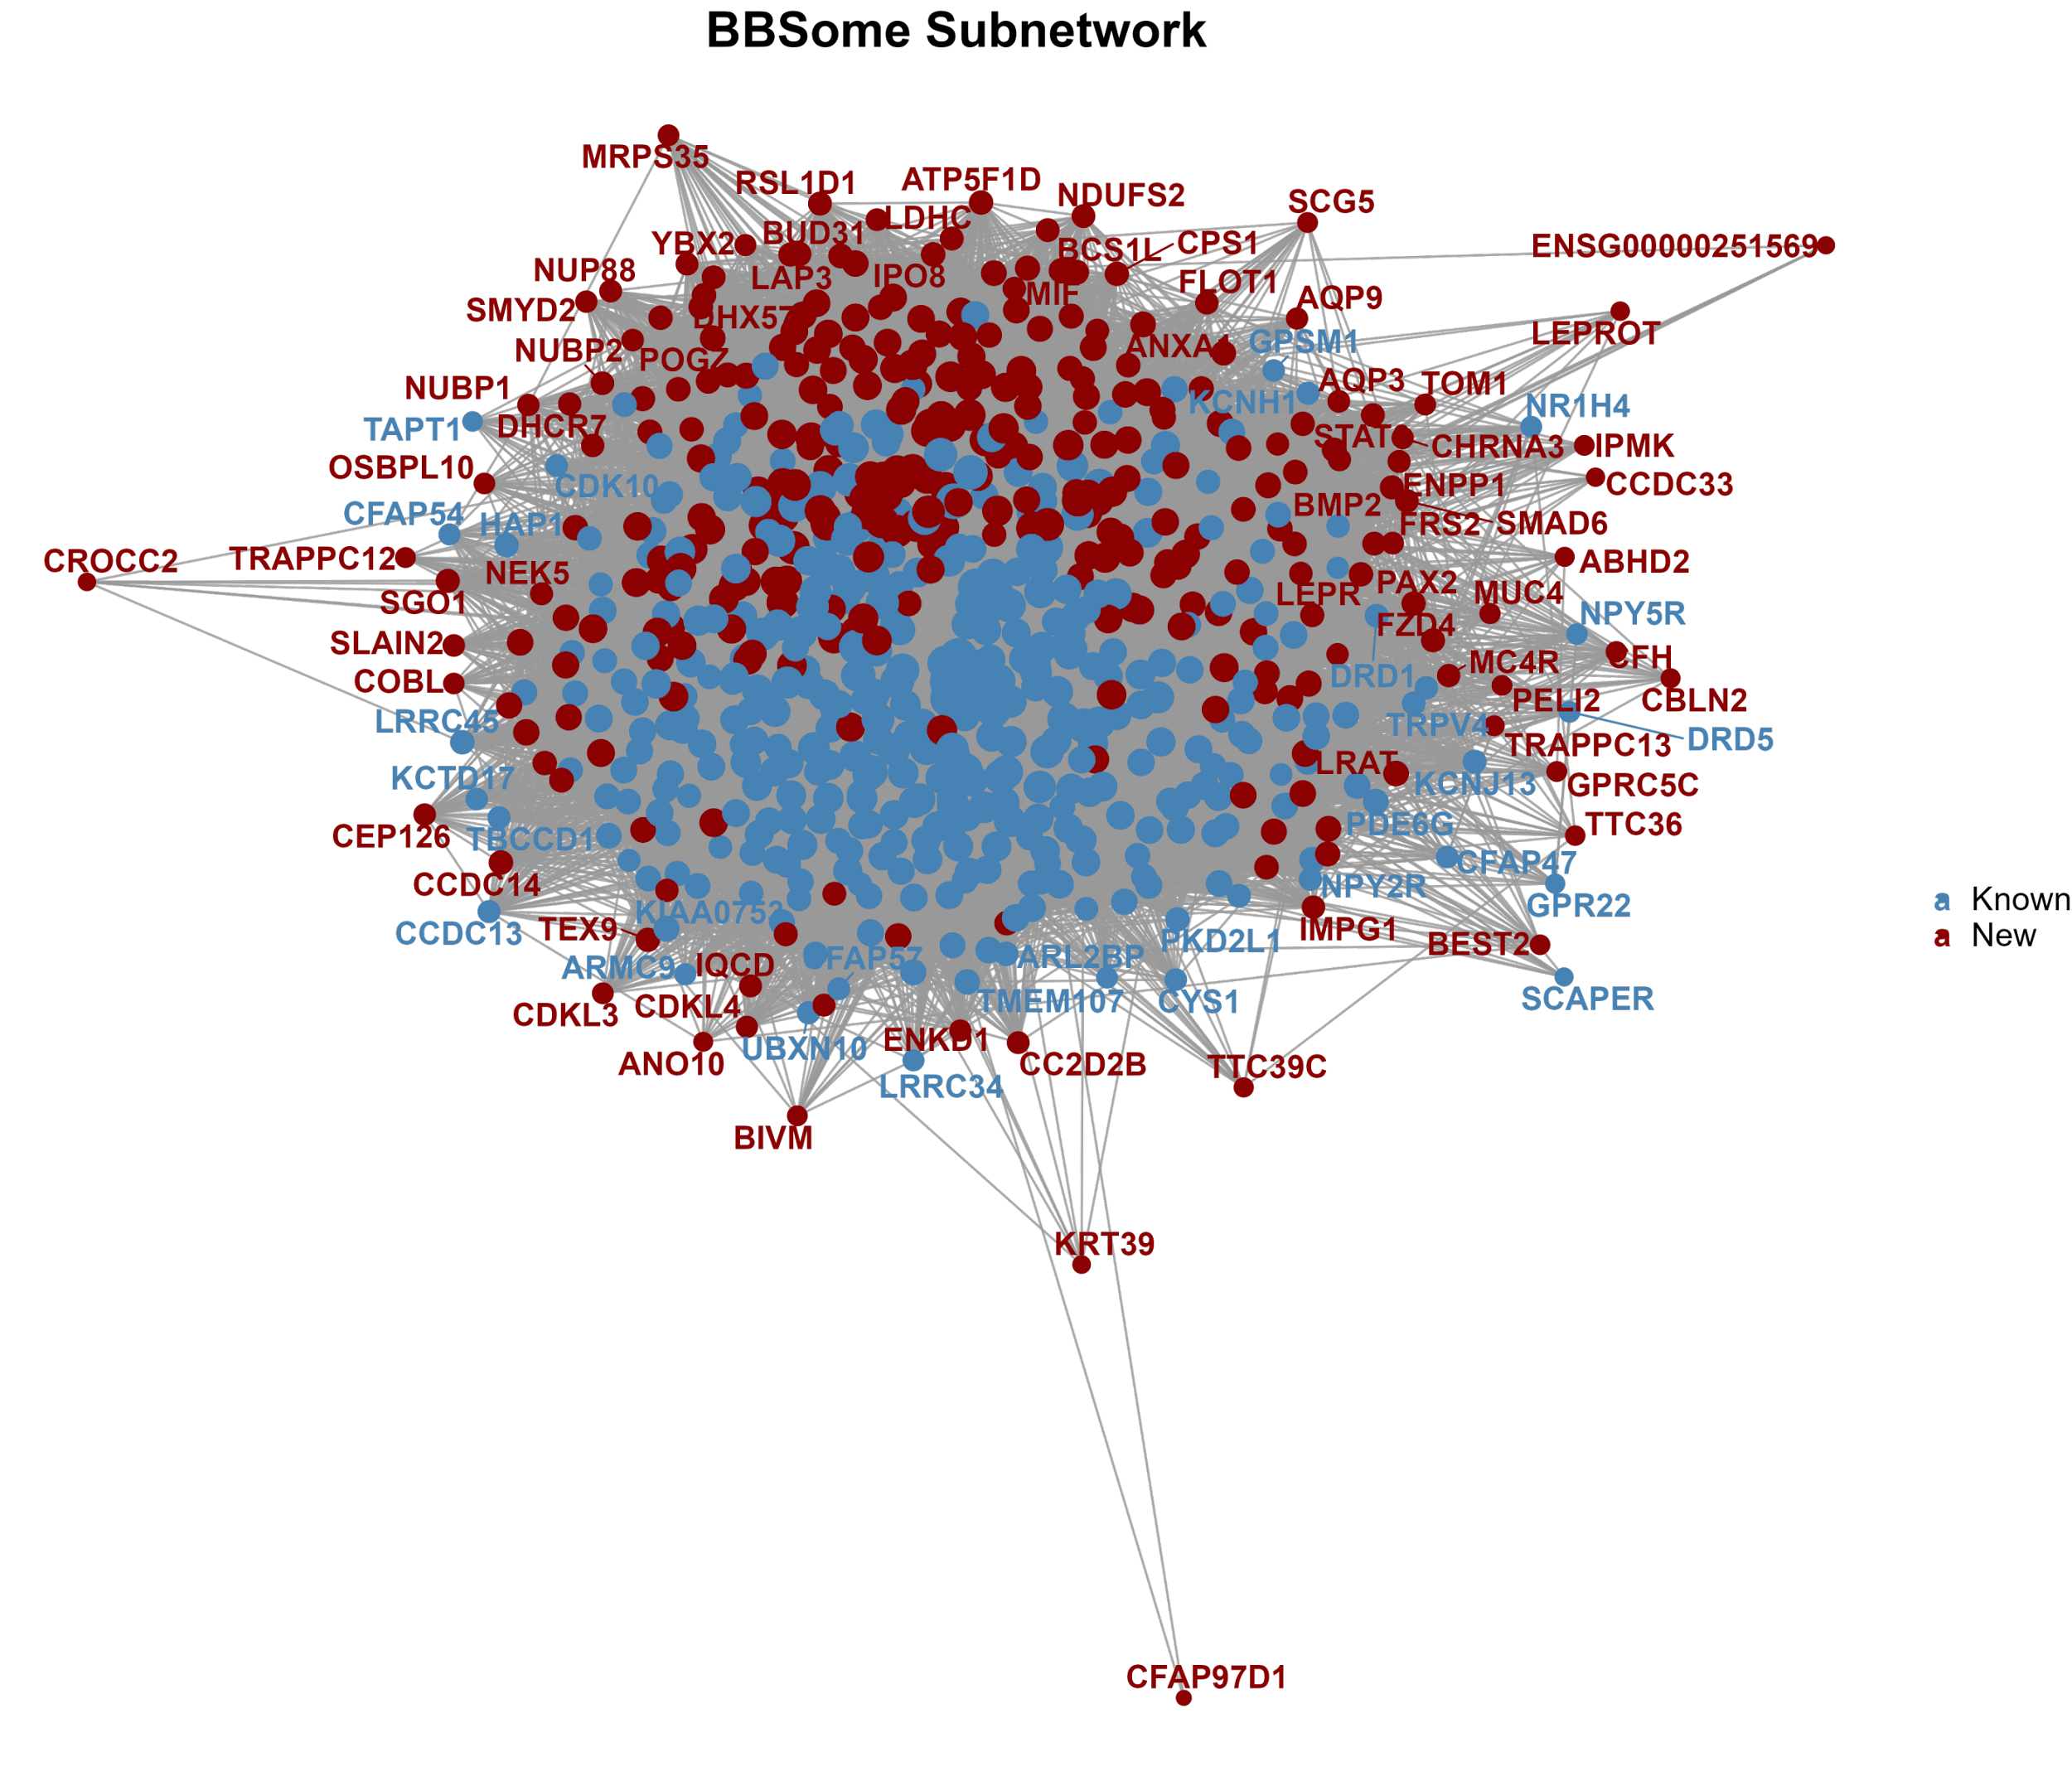 BBSome Subnetwork
MRPS35
RSL1D1
ATP5F1D
NDUFS2
SCG5
LDHC
YBX2
BUD31
BCS1L
CPS1
ENSG00000251569
NUP88
LAP3
IPO8
MIF
FLOT1
AQP9
SMYD2
DHX57
LEPROT
NUBP2
POGZ
ANXA1
GPSM1
NUBP1
KCNH1
AQP3
TOM1
NR1H4
TAPT1
DHCR7
CHRNA3
IPMK
OSBPL10
CDK10
ENPP1
CCDC33
CFAP54
HAP1
BMP2
FRS2
SMAD6
CROCC2
TRAPPC12
NEK5
ABHD2
SGO1
LEPR
PAX2
MUC4
NPY5R
SLAIN2
FZD4
CFH
COBL
DRD1
MC4R
PELI2
CBLN2
LRRC45
TRPV4
TRAPPC13
DRD5
KCTD17
LRAT
KCNJ13
GPRC5C
CEP126
TBCCD1
PDE6G
TTC36
CCDC14
CFAP47
NPY2R
GPR22
CCDC13
TEX9
KIAA0753
PKD2L1
IMPG1
BEST2
ARMC9
IQCD
ARL2BP
CDKL3
CDKL4
TMEM107
CYS1
SCAPER
ANO10
UBXN10
ENKD1
CC2D2B
TTC39C
LRRC34
BIVM
KRT39
CFAP97D1
a Known
a New